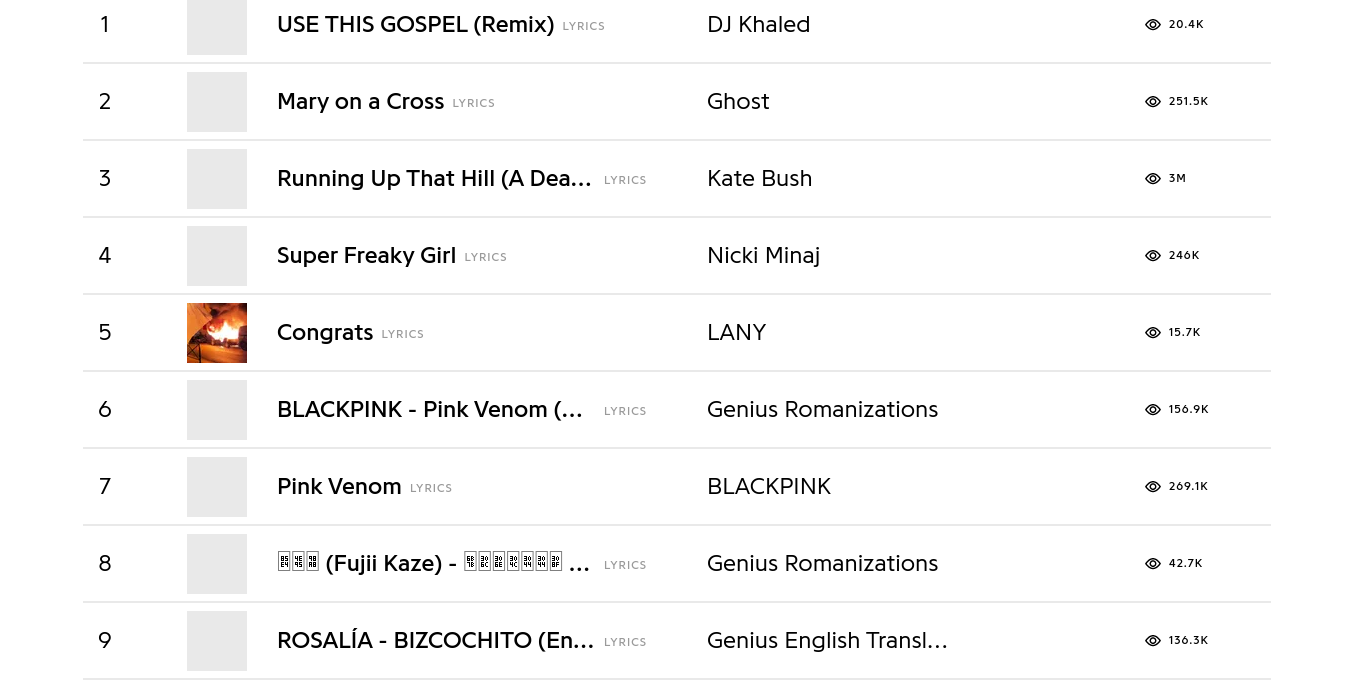 1 USE THIS GOSPEL (Remix) LYRICS DJ Khaled 20.4K
2 Mary on a Cross LYRICS Ghost 251.5K
3 Running Up That Hill (A Dea... LYRICS Kate Bush 3M
4 Super Freaky Girl LYRICS Nicki Minaj 246K
5 Congrats LYRICS LANY 15.7K
6 BLACKPINK - Pink Venom (... LYRICS Genius Romanizations 156.9K
7 Pink Venom LYRICS BLACKPINK 269.1K
8 (Fujii Kaze) - ... LYRICS Genius Romanizations 42.7K
9 ROSALÍA - BIZCOCHITO (En... LYRICS Genius English Transl... 136.3K